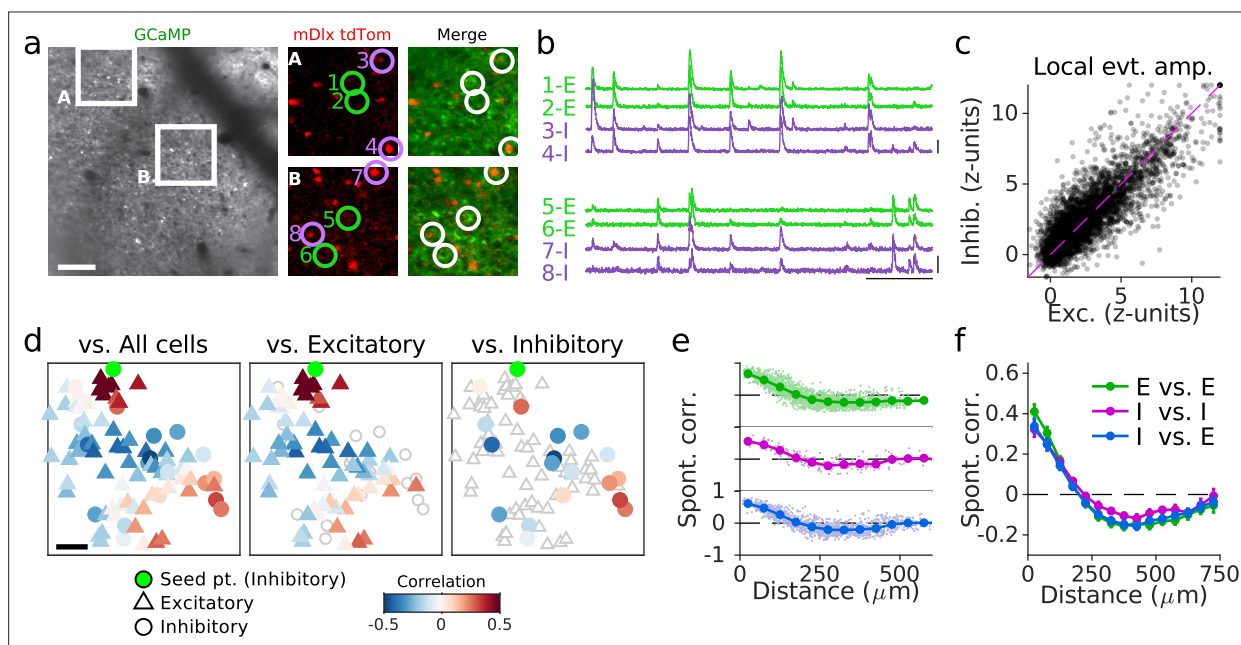 a
GCaMP
mDlx tdTom
Merge
A
B
A
3
1
2
4
B
7
5
8
6
b
1-E
2-E
3-I
4-I
5-E
6-E
7-I
8-I
c
Local evt. amp.
Inhib. (z-units)
10
5
0
0 5 10
Exc. (z-units)
d
vs. All cells
vs. Excitatory
vs. Inhibitory
Seed pt. (Inhibitory)
Excitatory
Inhibitory
Correlation
-0.5 0 0.5
e
Spont. corr.
1
0
-1
0 250 500
Distance (μm)
f
Spont. corr.
0.6
0.4
0.2
0
-0.2
E vs. E
I vs. I
I vs. E
0 250 500 750
Distance (μm)